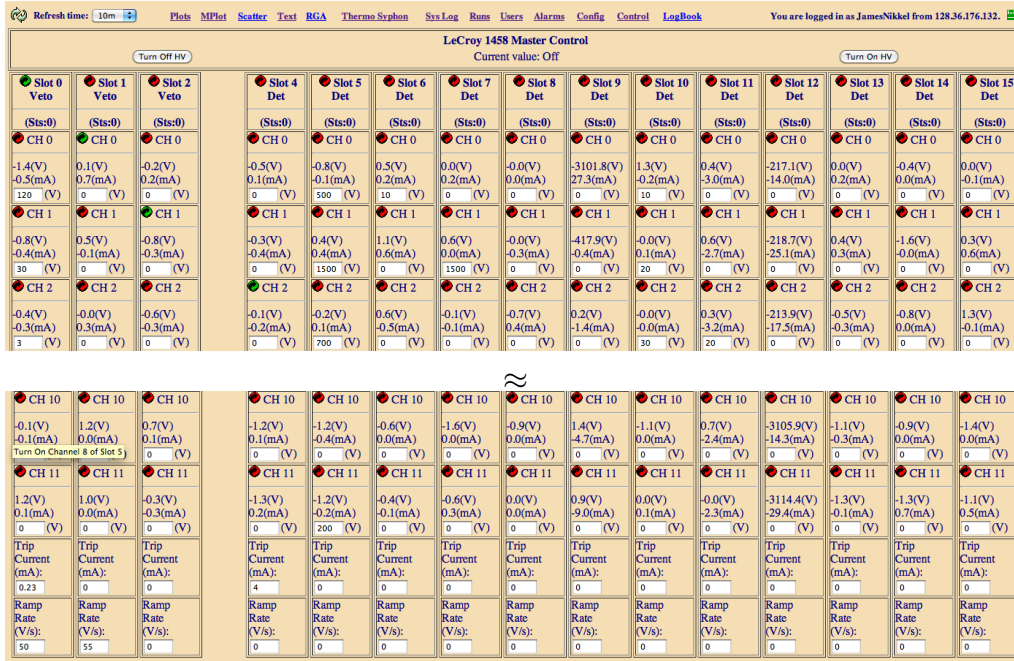 Refresh time: 10m Plots MPlot Scatter Text RGA Thermo Syphon Sys Log Runs Users Alarms Config Control LogBook You are logged in as JamesNikkel from 128.36.176.132.
LeCroy 1458 Master Control
Turn Off HV Current value: Off Turn On HV
Slot 0 Slot 1 Slot 2 Slot 4 Slot 5 Slot 6 Slot 7 Slot 8 Slot 9 Slot 10 Slot 11 Slot 12 Slot 13 Slot 14 Slot 15
Veto Veto Veto Det Det Det Det Det Det Det Det Det Det Det Det
(Sts:0) (Sts:0) (Sts:0) (Sts:0) (Sts:0) (Sts:0) (Sts:0) (Sts:0) (Sts:0) (Sts:0) (Sts:0) (Sts:0) (Sts:0) (Sts:0) (Sts:0)
CH 0 CH 0 CH 0 CH 0 CH 0 CH 0 CH 0 CH 0 CH 0 CH 0 CH 0 CH 0 CH 0 CH 0 CH 0
-1.4(V) 0.1(V) -0.2(V) -0.5(V) -0.8(V) 0.5(V) 0.0(V) -0.0(V) -3101.8(V) 1.3(V) 0.4(V) -217.1(V) 0.0(V) -0.4(V) 0.0(V)
-0.5(mA) 0.7(mA) 0.2(mA) 0.1(mA) -0.1(mA) 0.2(mA) 0.2(mA) 0.0(mA) 27.3(mA) -0.2(mA) -3.0(mA) -14.0(mA) 0.2(mA) 0.0(mA) -0.1(mA)
120 (V) 0 (V) 0 (V) 0 (V) 500 (V) 10 (V) 0 (V) 0 (V) 0 (V) 10 (V) 0 (V) 0 (V) 0 (V) 0 (V) 0 (V)
CH 1 CH 1 CH 1 CH 1 CH 1 CH 1 CH 1 CH 1 CH 1 CH 1 CH 1 CH 1 CH 1 CH 1 CH 1
-0.8(V) 0.5(V) -0.8(V) -0.3(V) 0.4(V) 1.1(V) 0.6(V) -0.0(V) -417.9(V) -0.0(V) 0.6(V) -218.7(V) 0.4(V) -1.6(V) 0.3(V)
-0.4(mA) -0.1(mA) -0.3(mA) -0.4(mA) 0.4(mA) 0.6(mA) 0.0(mA) -0.3(mA) -0.4(mA) 0.1(mA) -2.7(mA) -25.1(mA) 0.3(mA) -0.0(mA) 0.6(mA)
30 (V) 0 (V) 0 (V) 0 (V) 1500 (V) 0 (V) 1500 (V) 0 (V) 0 (V) 20 (V) 0 (V) 0 (V) 0 (V) 0 (V) 0 (V)
CH 2 CH 2 CH 2 CH 2 CH 2 CH 2 CH 2 CH 2 CH 2 CH 2 CH 2 CH 2 CH 2 CH 2 CH 2
-0.4(V) -0.0(V) -0.6(V) -0.1(V) -0.2(V) 0.6(V) -0.1(V) -0.7(V) 0.2(V) -0.0(V) 0.3(V) -213.9(V) -0.5(V) -0.8(V) 1.3(V)
-0.3(mA) 0.3(mA) -0.3(mA) -0.2(mA) 0.1(mA) -0.5(mA) -0.1(mA) 0.4(mA) -1.4(mA) -0.0(mA) -3.2(mA) -17.5(mA) -0.3(mA) 0.0(mA) -0.1(mA)
3 (V) 0 (V) 0 (V) 0 (V) 700 (V) 0 (V) 0 (V) 0 (V) 0 (V) 30 (V) 20 (V) 0 (V) 0 (V) 0 (V) 0 (V)
≈
CH 10 CH 10 CH 10 CH 10 CH 10 CH 10 CH 10 CH 10 CH 10 CH 10 CH 10 CH 10 CH 10 CH 10 CH 10
-0.1(V) 1.2(V) 0.7(V) -1.2(V) -1.2(V) -0.6(V) -1.6(V) -0.9(V) 1.4(V) -1.1(V) 0.7(V) -3105.9(V) -1.1(V) -0.9(V) -1.4(V)
-0.1(mA) 0.0(mA) 0.1(mA) 0.1(mA) -0.4(mA) 0.0(mA) 0.0(mA) 0.0(mA) -4.7(mA) 0.0(mA) -2.4(mA) -14.3(mA) -0.3(mA) 0.0(mA) 0.0(mA)
Turn On Channel 8 of Slot 5 0 (V) 0 (V) 0 (V) 0 (V) 0 (V) 0 (V) 0 (V) 0 (V) 0 (V) 0 (V) 0 (V) 0 (V) 0 (V)
CH 11 CH 11 CH 11 CH 11 CH 11 CH 11 CH 11 CH 11 CH 11 CH 11 CH 11 CH 11 CH 11 CH 11 CH 11
1.2(V) 1.0(V) -0.3(V) -1.3(V) -1.2(V) -0.4(V) -0.6(V) 0.0(V) 0.9(V) 0.0(V) -0.0(V) -3114.4(V) -1.3(V) -1.3(V) -1.1(V)
0.1(mA) 0.0(mA) -0.3(mA) 0.2(mA) -0.2(mA) -0.1(mA) 0.3(mA) 0.0(mA) -9.0(mA) 0.1(mA) -2.3(mA) -29.4(mA) -0.1(mA) 0.7(mA) 0.5(mA)
0 (V) 0 (V) 0 (V) 0 (V) 200 (V) 0 (V) 0 (V) 0 (V) 0 (V) 0 (V) 0 (V) 0 (V) 0 (V) 0 (V) 0 (V)
Trip Trip Trip Trip Trip Trip Trip Trip Trip Trip Trip Trip Trip Trip Trip
Current Current Current Current Current Current Current Current Current Current Current Current Current Current Current
(mA): (mA): (mA): (mA): (mA): (mA): (mA): (mA): (mA): (mA): (mA): (mA): (mA): (mA): (mA):
0.23 0 0 4 0 0 0 0 0 0 0 0 0 0 0
Ramp Ramp Ramp Ramp Ramp Ramp Ramp Ramp Ramp Ramp Ramp Ramp Ramp Ramp Ramp
Rate Rate Rate Rate Rate Rate Rate Rate Rate Rate Rate Rate Rate Rate Rate
(V/s): (V/s): (V/s): (V/s): (V/s): (V/s): (V/s): (V/s): (V/s): (V/s): (V/s): (V/s): (V/s): (V/s): (V/s):
50 55 0 0 0 0 0 0 0 0 0 0 0 0 0